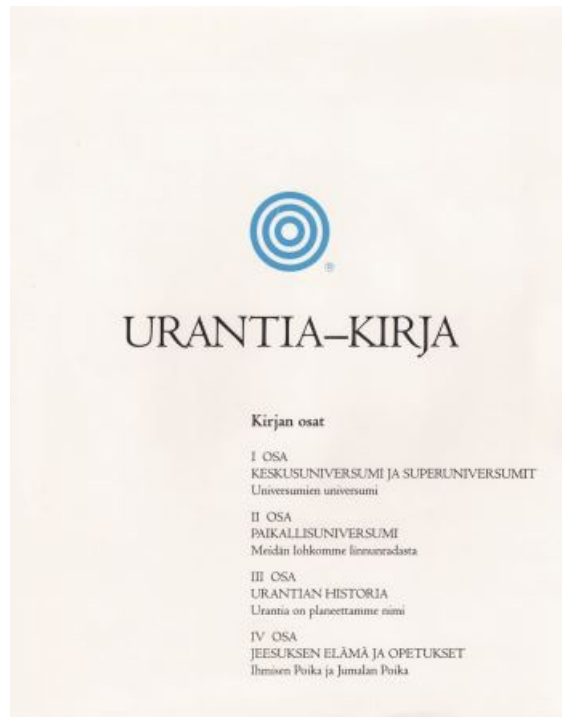 ®
URANTIA–KIRJA
Kirjan osat
I OSA
KESKUSUNIVERSUMI JA SUPERUNIVERSUMIT
Universumien universumi
II OSA
PAIKALLISUNIVERSUMI
Meidän lohkomme linnunradasta
III OSA
URANTIAN HISTORIA
Urantia on planeettamme nimi
IV OSA
JEESUKSEN ELÄMÄ JA OPETUKSET
Ihmisen Poika ja Jumalan Poika